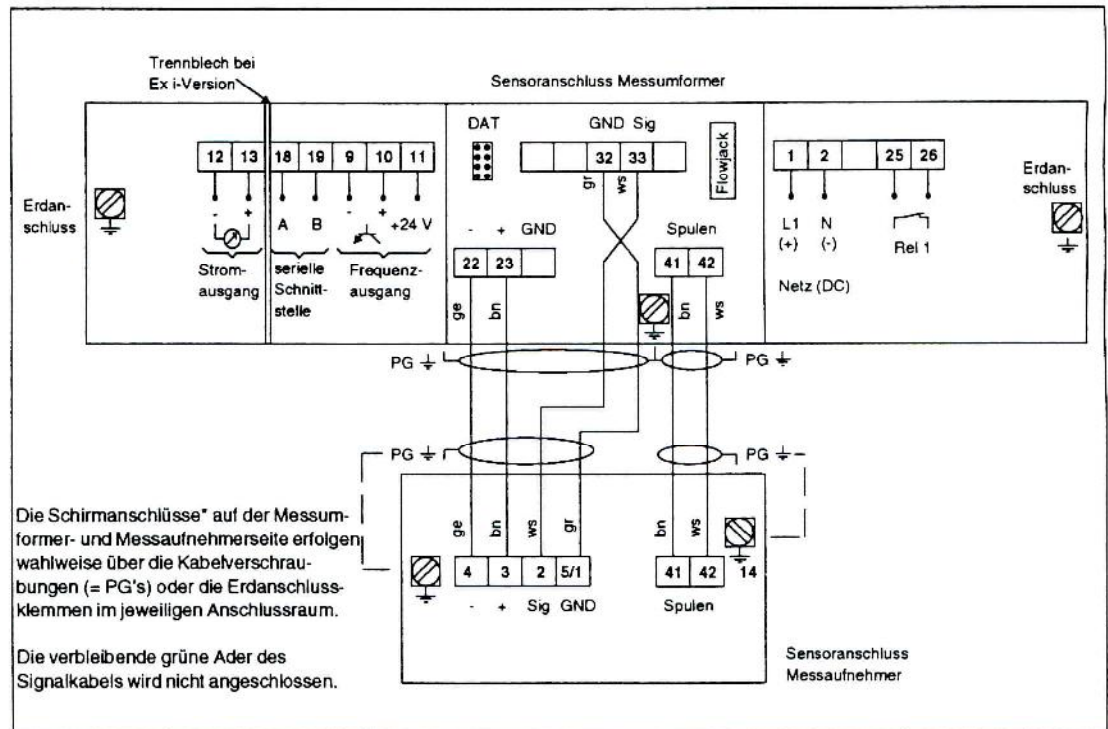 Trennblech bei
Ex i-Version
Sensoranschluss Messumformer
DAT
GND Sig
12 13 18 19 9 10 11
32 33
Flowjack
1 2 25 26
Erdan-
schluss
Erdan-
schluss
- + A B - + +24 V
gr ws
L1 N
(+) (-)
Rel 1
- + GND
Spulen
Strom-
ausgang
serielle
Schnitt-
stelle
Frequenz-
ausgang
22 23
41 42
Netz (DC)
ge bn
bn ws
PG
PG
PG
PG
Die Schirmanschlüsse* auf der Messum-
former- und Messaufnehmerseite erfolgen
wahlweise über die Kabelverschrau-
bungen (= PG's) oder die Erdanschluss-
klemmen im jeweiligen Anschlussraum.
Die verbleibende grüne Ader des
Signalkabels wird nicht angeschlossen.
ge bn ws gr
bn ws
4 3 2 5/1
41 42 14
- + Sig GND
Spulen
Sensoranschluss
Messaufnehmer